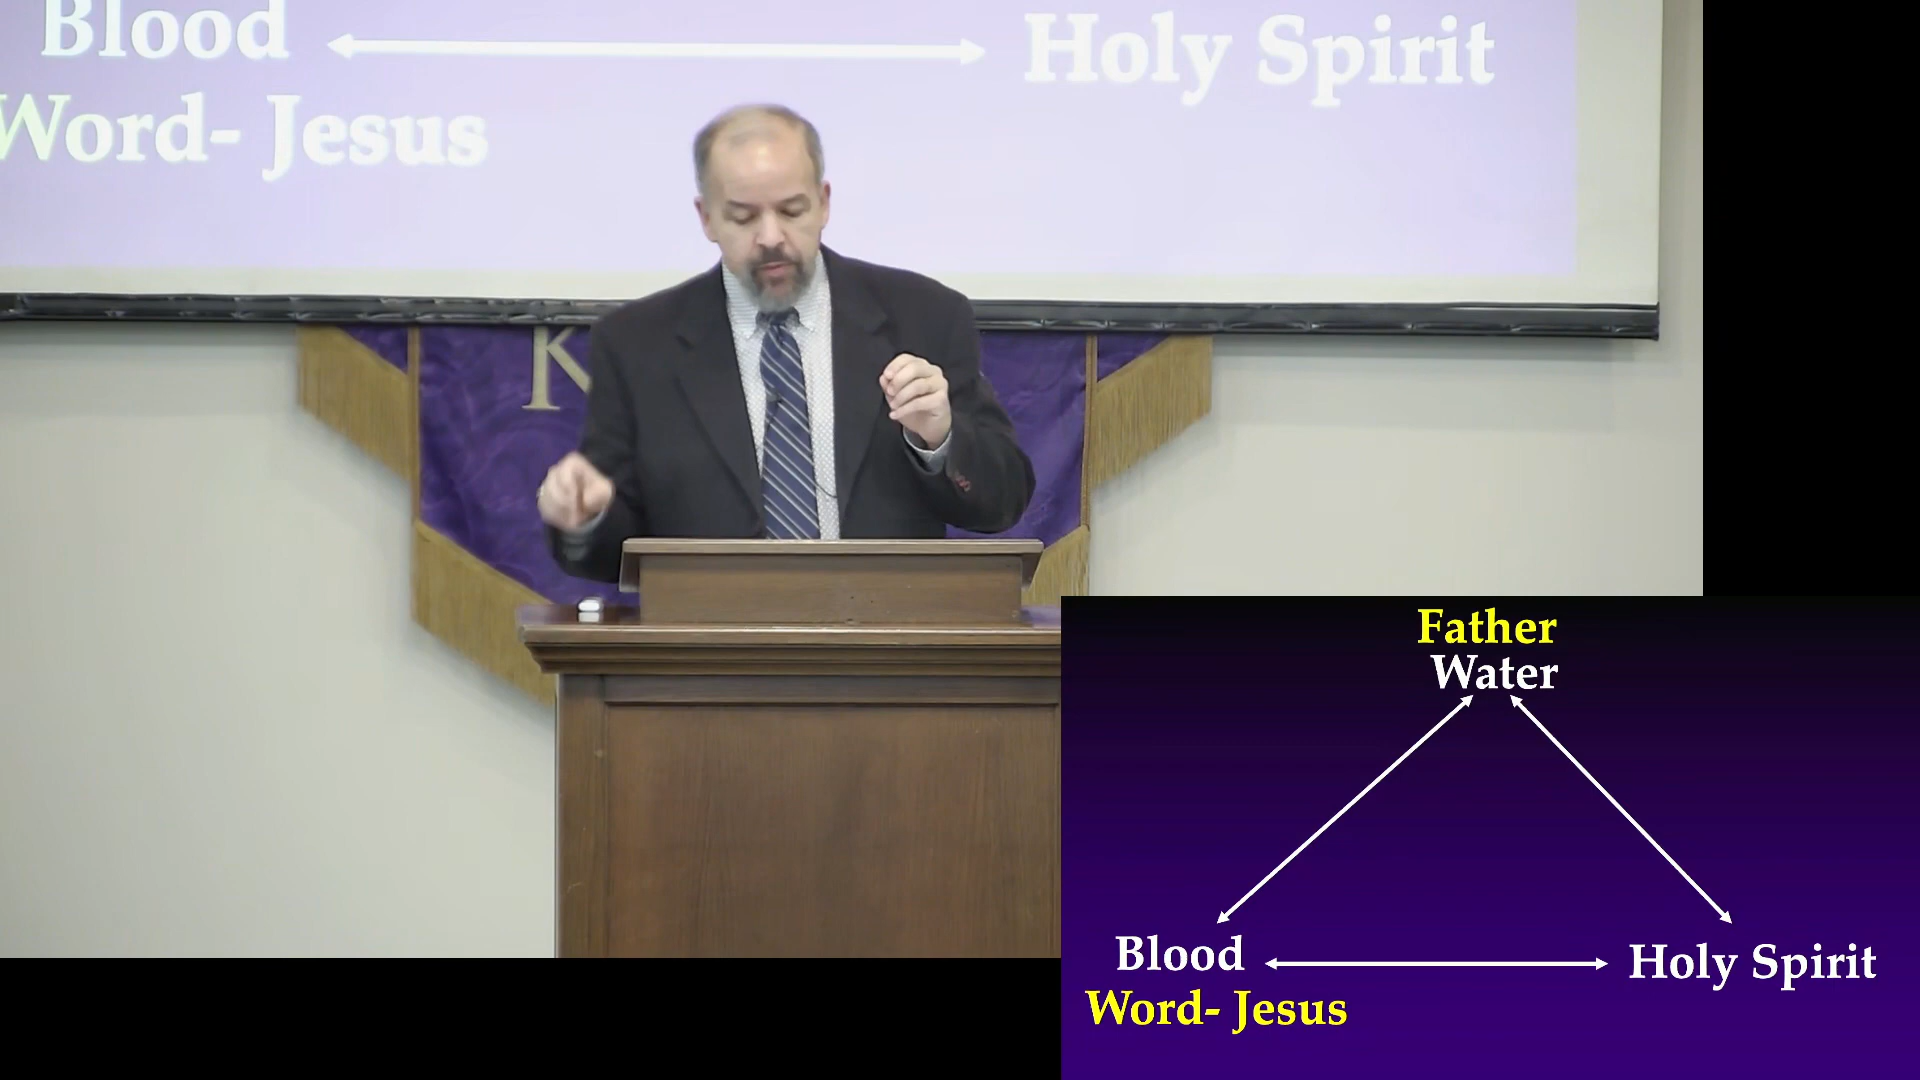 Blood
Holy Spirit
Word- Jesus
K
Father
Water
Blood
Holy Spirit
Word- Jesus